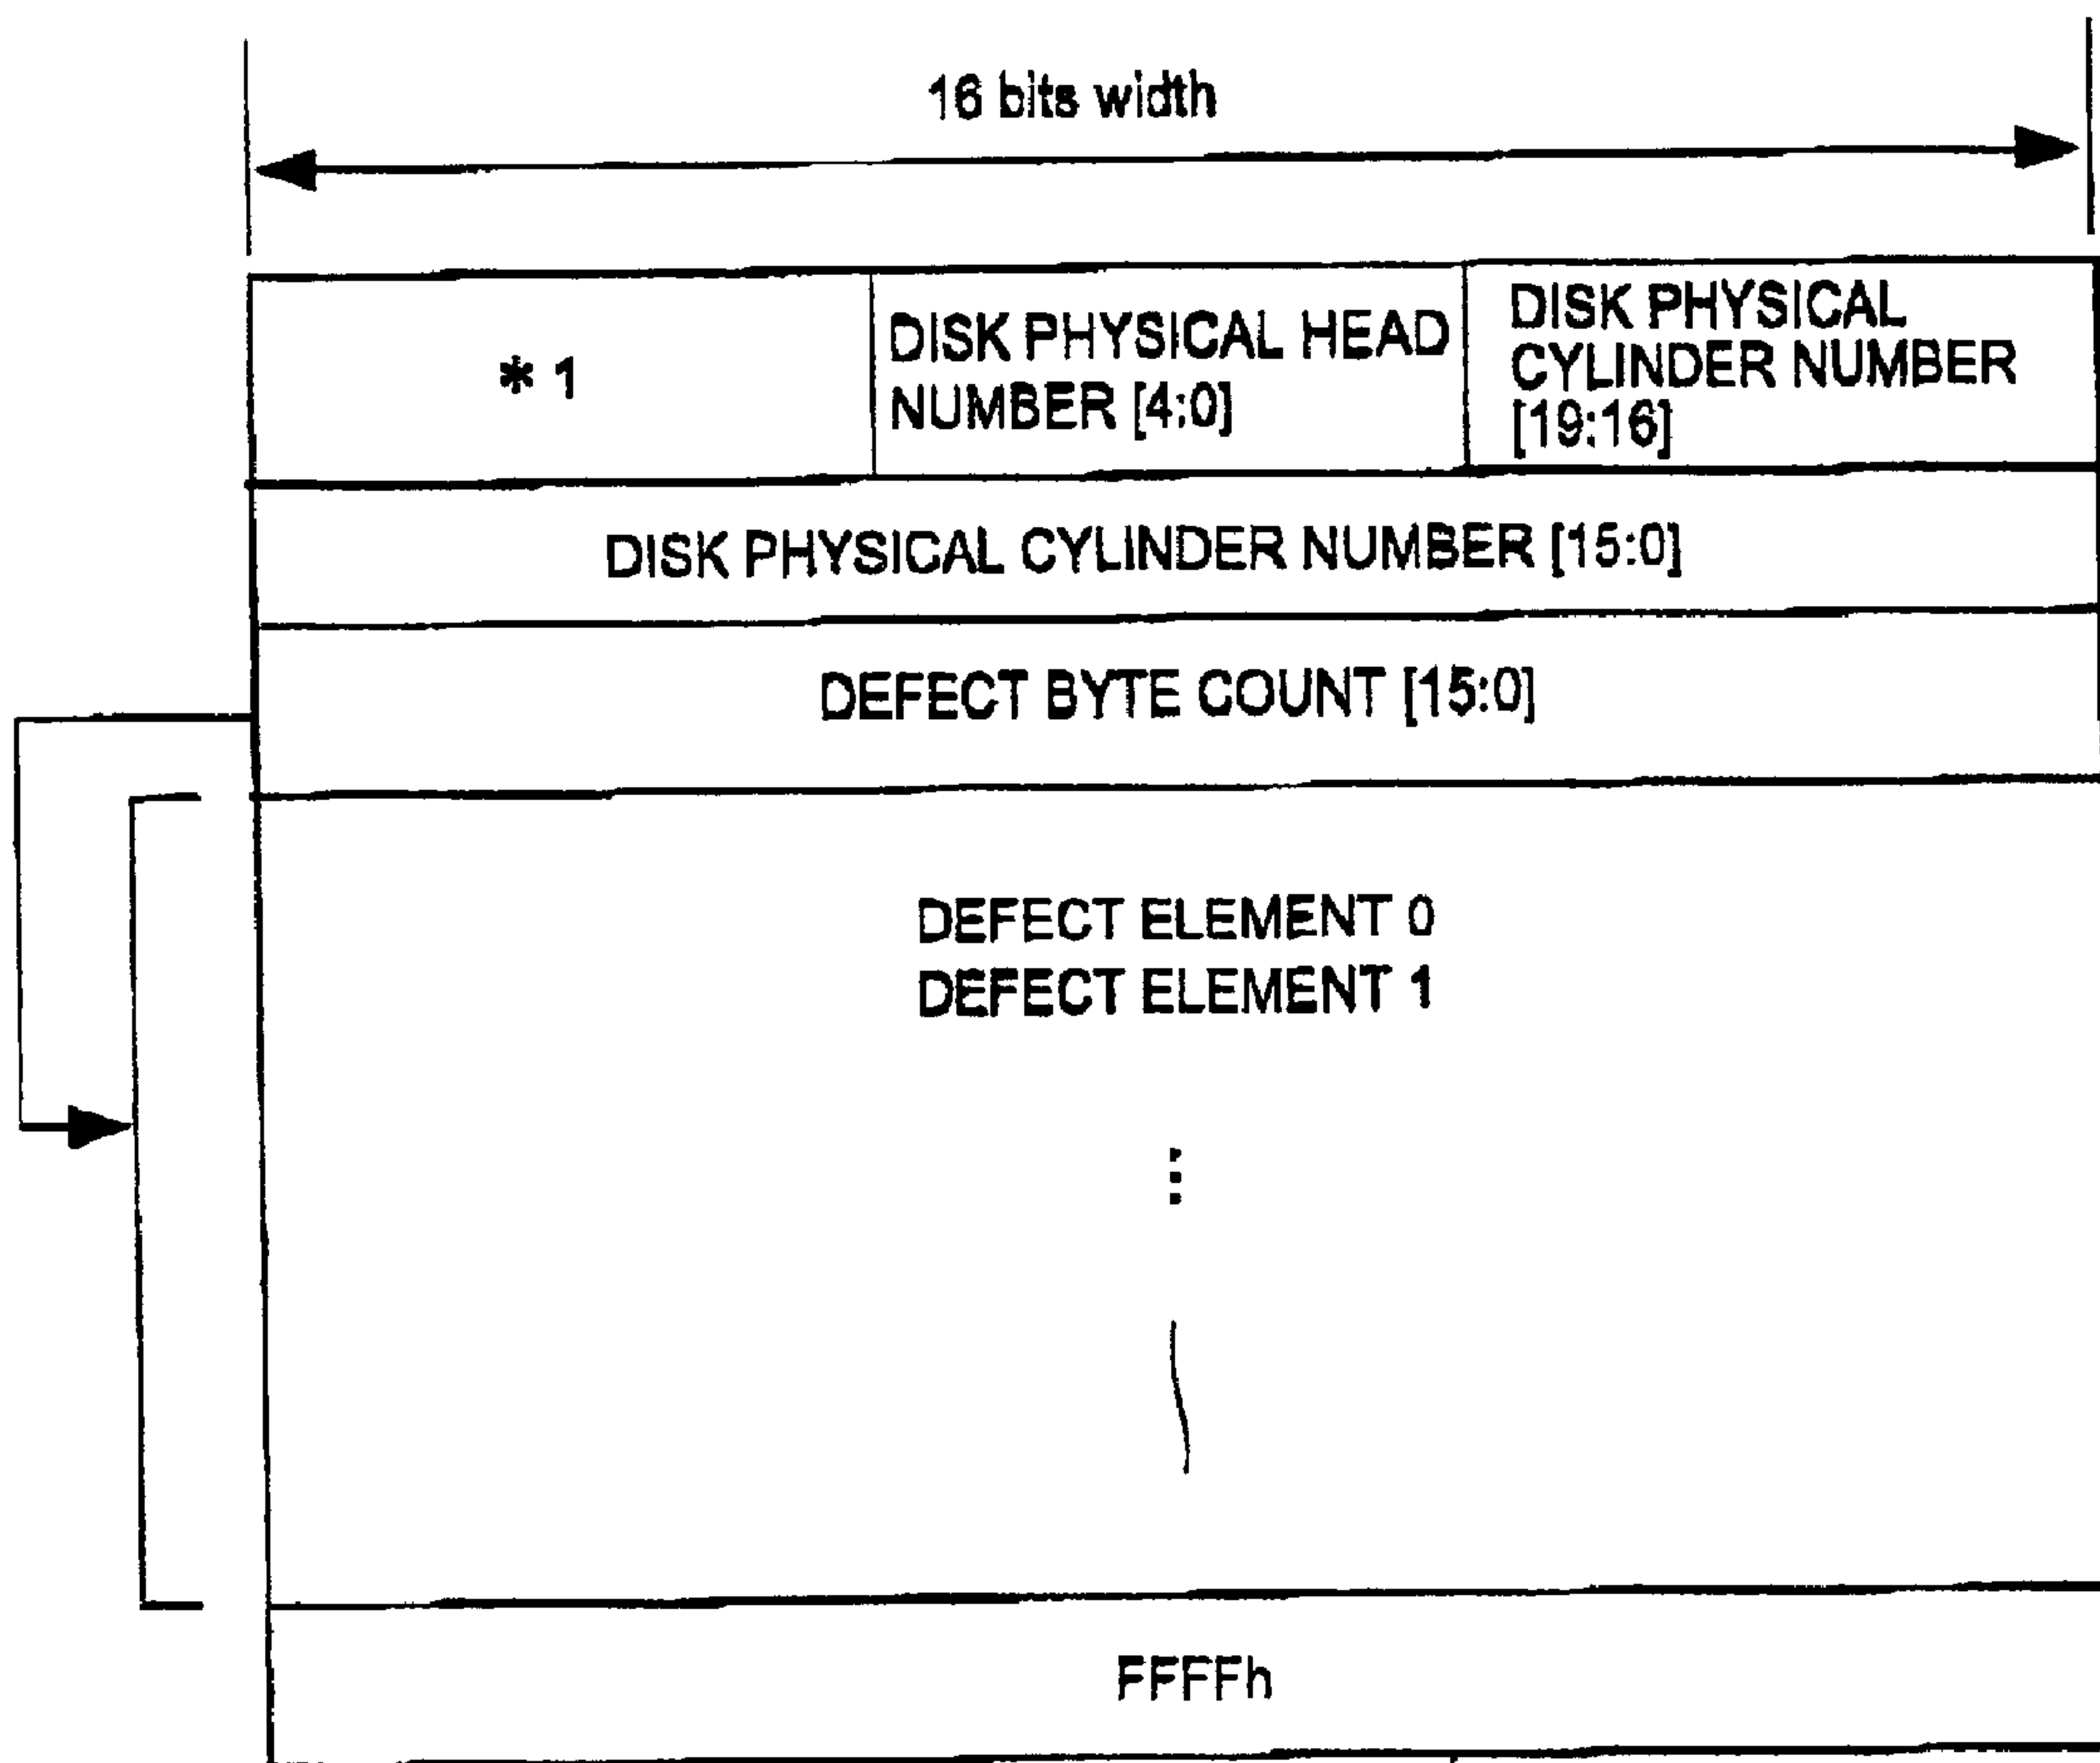 16 bits width
* 1
DISK PHYSICAL HEAD
NUMBER [4:0]
DISK PHYSICAL
CYLINDER NUMBER
[19:16]
DISK PHYSICAL CYLINDER NUMBER [15:0]
DEFECT BYTE COUNT [15:0]
DEFECT ELEMENT 0
DEFECT ELEMENT 1
FFFFh